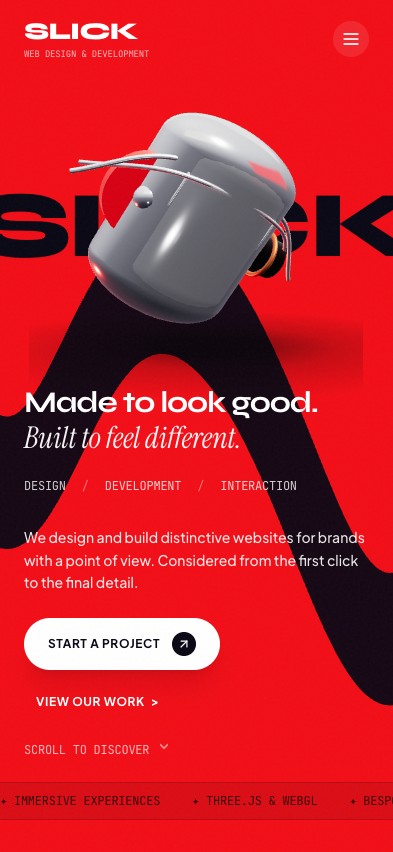 SLICK
WEB DESIGN & DEVELOPMENT
SLICK
Made to look good.
Built to feel different.
DESIGN / DEVELOPMENT / INTERACTION
We design and build distinctive websites for brands
with a point of view. Considered from the first click
to the final detail.
START A PROJECT
VIEW OUR WORK >
SCROLL TO DISCOVER
✦ IMMERSIVE EXPERIENCES ✦ THREE.JS & WEBGL ✦